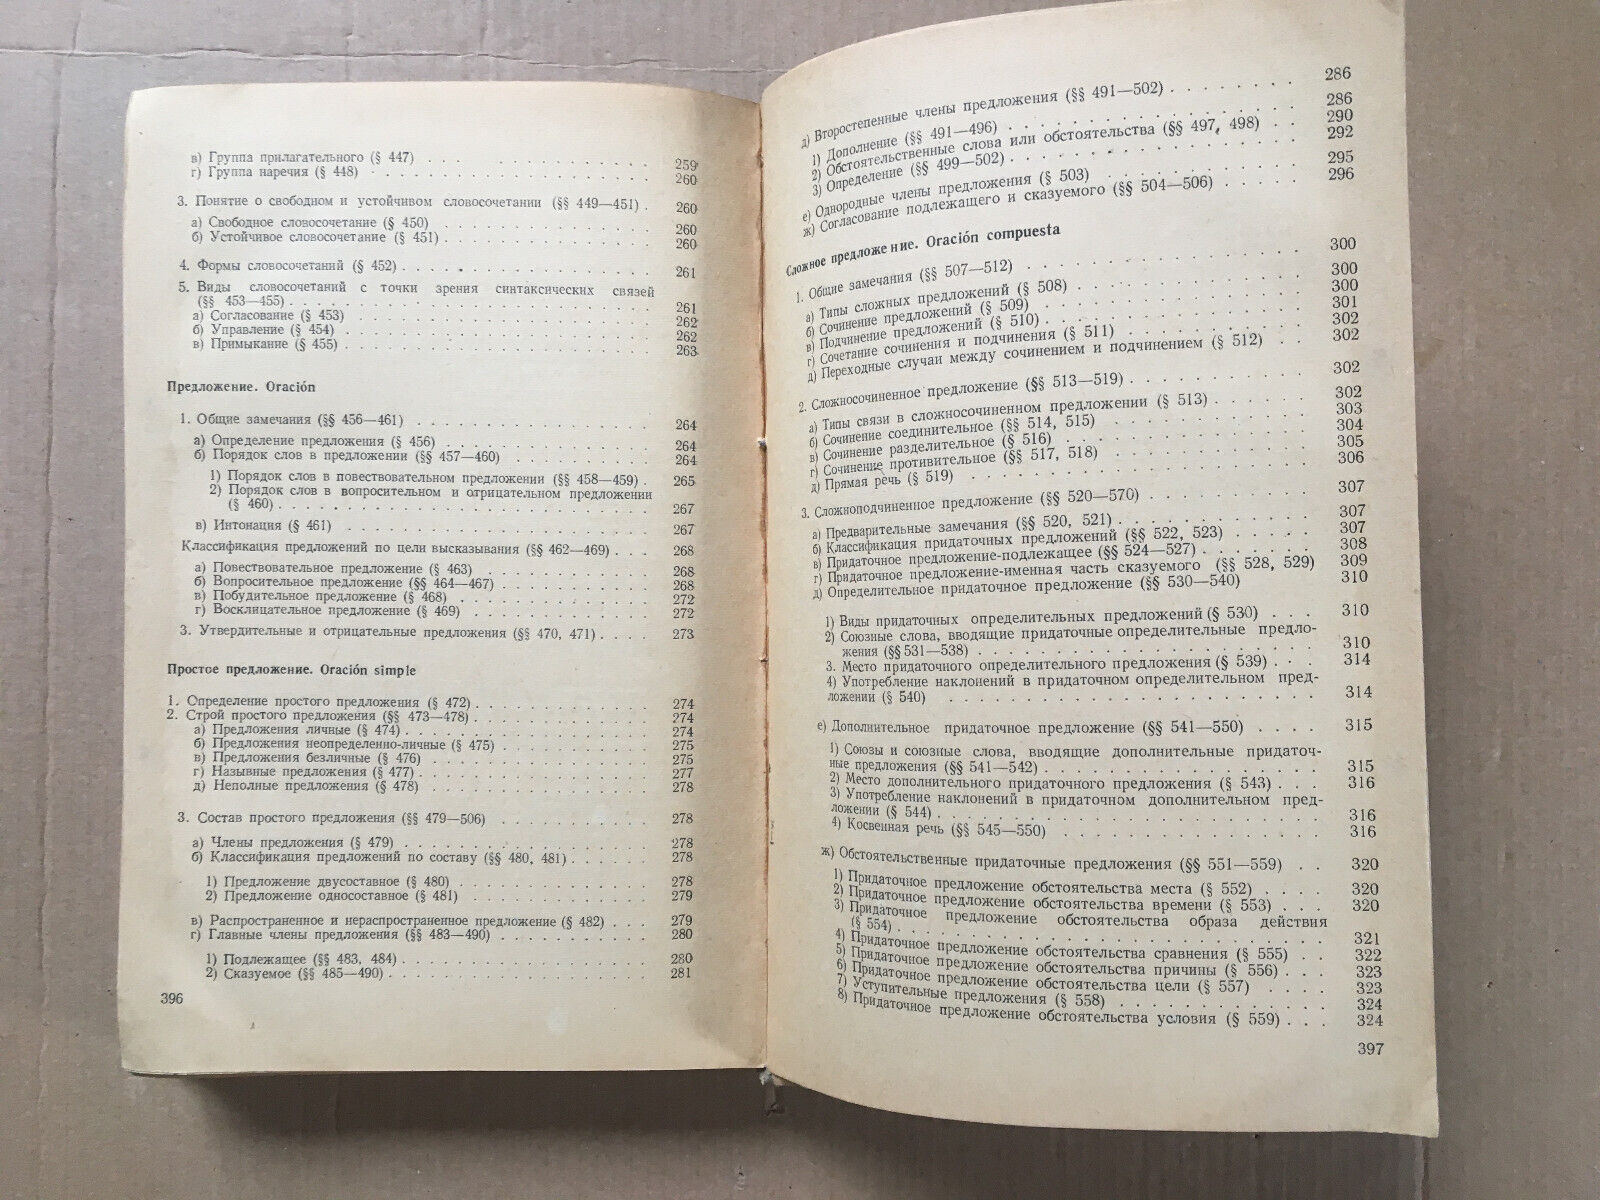 в) Группа прилагательного (§ 447) . . . . . . . . . . . . 259
г) Группа наречия (§ 448) . . . . . . . . . . . . 260
3. Понятие о свободном и устойчивом словосочетании (§§ 449—451) . 260
а) Свободное словосочетание (§ 450) . . . . . . . . . . . . 260
б) Устойчивое словосочетание (§ 451) . . . . . . . . . . . . 260
4. Формы словосочетаний (§ 452) . . . . . . . . . . . . 261
5. Виды словосочетаний с точки зрения синтаксических связей
(§§ 453—455) . . . . . . . . . . . . 261
а) Согласование (§ 453) . . . . . . . . . . . . 262
б) Управление (§ 454) . . . . . . . . . . . . 262
в) Примыкание (§ 455) . . . . . . . . . . . . 263
Предложение. Oración
1. Общие замечания (§§ 456—461) . . . . . . . . . . . . 264
а) Определение предложения (§ 456) . . . . . . . . . . . . 264
б) Порядок слов в предложении (§§ 457—460) . . . . . . . . . 264
1) Порядок слов в повествовательном предложении (§§ 458—459) . 265
2) Порядок слов в вопросительном и отрицательном предложении
(§ 460) . . . . . . . . . . . . 267
в) Интонация (§ 461) . . . . . . . . . . . . 267
Классификация предложений по цели высказывания (§§ 462—469) . . . 268
а) Повествовательное предложение (§ 463) . . . . . . . . . . 268
б) Вопросительное предложение (§§ 464—467) . . . . . . . . . 268
в) Побудительное предложение (§ 468) . . . . . . . . . . . . 272
г) Восклицательное предложение (§ 469) . . . . . . . . . . . 272
3. Утвердительные и отрицательные предложения (§§ 470, 471) . . . . 273
Простое предложение. Oración simple
1. Определение простого предложения (§ 472) . . . . . . . . . . 274
2. Строй простого предложения (§§ 473—478) . . . . . . . . . . 274
а) Предложения личные (§ 474) . . . . . . . . . . . . 274
б) Предложения неопределенно-личные (§ 475) . . . . . . . . . 275
в) Предложения безличные (§ 476) . . . . . . . . . . . . 275
г) Назывные предложения (§ 477) . . . . . . . . . . . . 277
д) Неполные предложения (§ 478) . . . . . . . . . . . . 278
3. Состав простого предложения (§§ 479—506) . . . . . . . . . . 278
а) Члены предложения (§ 479) . . . . . . . . . . . . 278
б) Классификация предложений по составу (§§ 480, 481) . . . . . . 278
1) Предложение двусоставное (§ 480) . . . . . . . . . . . . 278
2) Предложение односоставное (§ 481) . . . . . . . . . . . 279
в) Распространенное и нераспространенное предложение (§ 482) . . . 279
г) Главные члены предложения (§§ 483—490) . . . . . . . . . . 280
1) Подлежащее (§§ 483, 484) . . . . . . . . . . . . 280
2) Сказуемое (§§ 485—490) . . . . . . . . . . . . 281
396
д) Второстепенные члены предложения (§§ 491—502) . . . . . . . 286
1) Дополнение (§§ 491—496) . . . . . . . . . . . . 286
2) Обстоятельственные слова или обстоятельства (§§ 497, 498) . . 290
3) Определение (§§ 499—502) . . . . . . . . . . . . 292
е) Однородные члены предложения (§ 503) . . . . . . . . . . 295
ж) Согласование подлежащего и сказуемого (§§ 504—506) . . . . . 296
Сложное предложение. Oración compuesta
1. Общие замечания (§§ 507—512) . . . . . . . . . . . . 300
а) Типы сложных предложений (§ 508) . . . . . . . . . . . . 300
б) Сочинение предложений (§ 509) . . . . . . . . . . . . 300
в) Подчинение предложений (§ 510) . . . . . . . . . . . . 301
г) Сочетание сочинения и подчинения (§ 511) . . . . . . . . . 302
д) Переходные случаи между сочинением и подчинением (§ 512) . . 302
2. Сложносочиненное предложение (§§ 513—519) . . . . . . . . . 302
а) Типы связи в сложносочиненном предложении (§ 513) . . . . . 302
б) Сочинение соединительное (§§ 514, 515) . . . . . . . . . . 303
в) Сочинение разделительное (§ 516) . . . . . . . . . . . . 304
г) Сочинение противительное (§§ 517, 518) . . . . . . . . . . 305
д) Прямая речь (§ 519) . . . . . . . . . . . . 306
3. Сложноподчиненное предложение (§§ 520—570) . . . . . . . . 307
а) Предварительные замечания (§§ 520, 521) . . . . . . . . . . 307
б) Классификация придаточных предложений (§§ 522, 523) . . . . . 307
в) Придаточное предложение-подлежащее (§§ 524—527) . . . . . . 308
г) Придаточное предложение-именная часть сказуемого (§§ 528, 529) 309
д) Определительное придаточное предложение (§§ 530—540) 310
1) Виды придаточных определительных предложений (§ 530) . . . 310
2) Союзные слова, вводящие придаточные определительные предло-
жения (§§ 531—538) . . . . . . . . . . . . 310
3. Место придаточного определительного предложения (§ 539) . . . 314
4) Употребление наклонений в придаточном определительном пред-
ложении (§ 540) . . . . . . . . . . . . 314
е) Дополнительное придаточное предложение (§§ 541—550) . . . . 315
1) Союзы и союзные слова, вводящие дополнительные придаточ-
ные предложения (§§ 541—542) . . . . . . . . . . . . 315
2) Место дополнительного придаточного предложения (§ 543) . . . 316
3) Употребление наклонений в придаточном дополнительном пред-
ложении (§ 544) . . . . . . . . . . . . 316
4) Косвенная речь (§§ 545—550) . . . . . . . . . . . . 316
ж) Обстоятельственные придаточные предложения (§§ 551—559) . . 320
1) Придаточное предложение обстоятельства места (§ 552) . . . . 320
2) Придаточное предложение обстоятельства времени (§ 553) . . . 320
3) Придаточное предложение обстоятельства образа действия
(§ 554) . . . . . . . . . . . . 321
4) Придаточное предложение обстоятельства сравнения (§ 555) . . 322
5) Придаточное предложение обстоятельства причины (§ 556) . . . 323
6) Придаточное предложение обстоятельства цели (§ 557) . . . . 323
7) Уступительные предложения (§ 558) . . . . . . . . . . . . 324
8) Придаточное предложение обстоятельства условия (§ 559) . . . 324
397